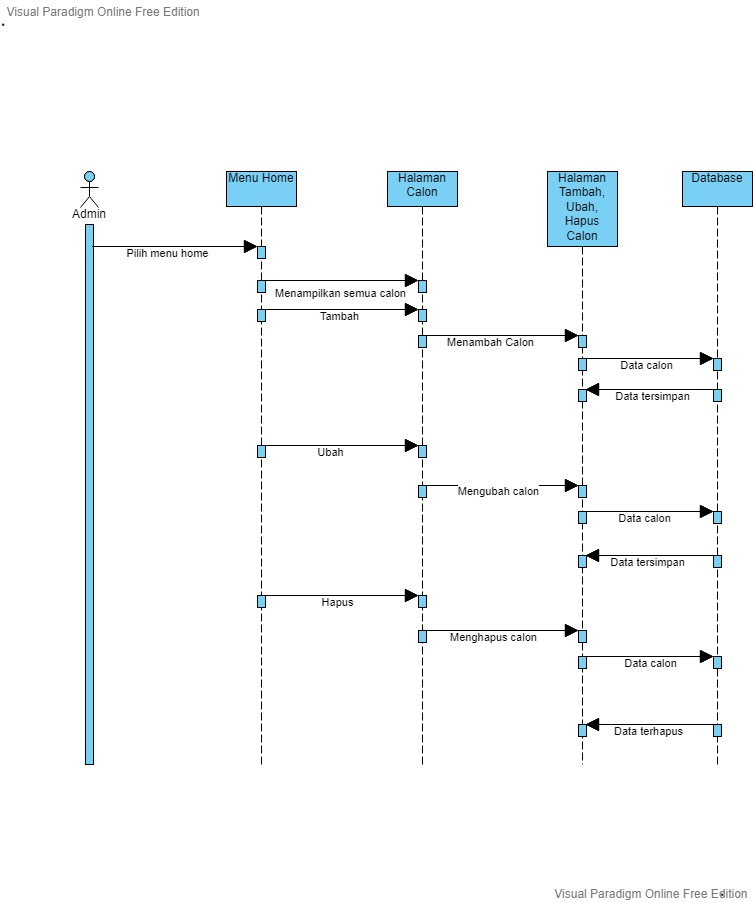 Visual Paradigm Online Free Edition
Admin
Menu Home
Halaman
Calon
Halaman
Tambah,
Ubah,
Hapus
Calon
Database
Pilih menu home
Menampilkan semua calon
Tambah
Menambah Calon
Data calon
Data tersimpan
Ubah
Mengubah calon
Data calon
Data tersimpan
Hapus
Menghapus calon
Data calon
Data terhapus
Visual Paradigm Online Free Edition